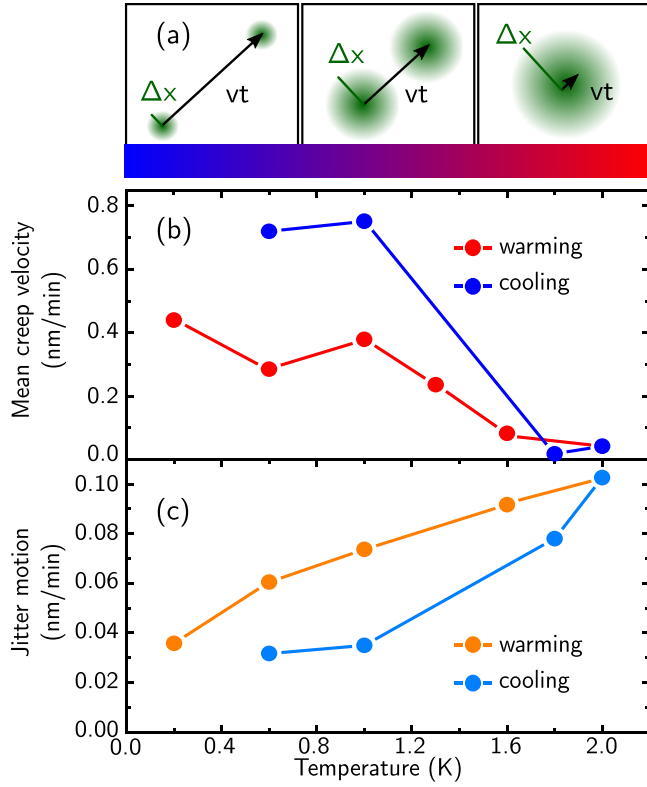 (a)
Δx
vt
Δx
vt
Δx
vt
Mean creep velocity
(nm/min)
0.8
0.6
0.4
0.2
0.0
(b)
warming
cooling
Jitter motion
(nm/min)
0.10
0.08
0.06
0.04
0.02
0.00
(c)
warming
cooling
0.0 0.4 0.8 1.2 1.6 2.0
Temperature (K)